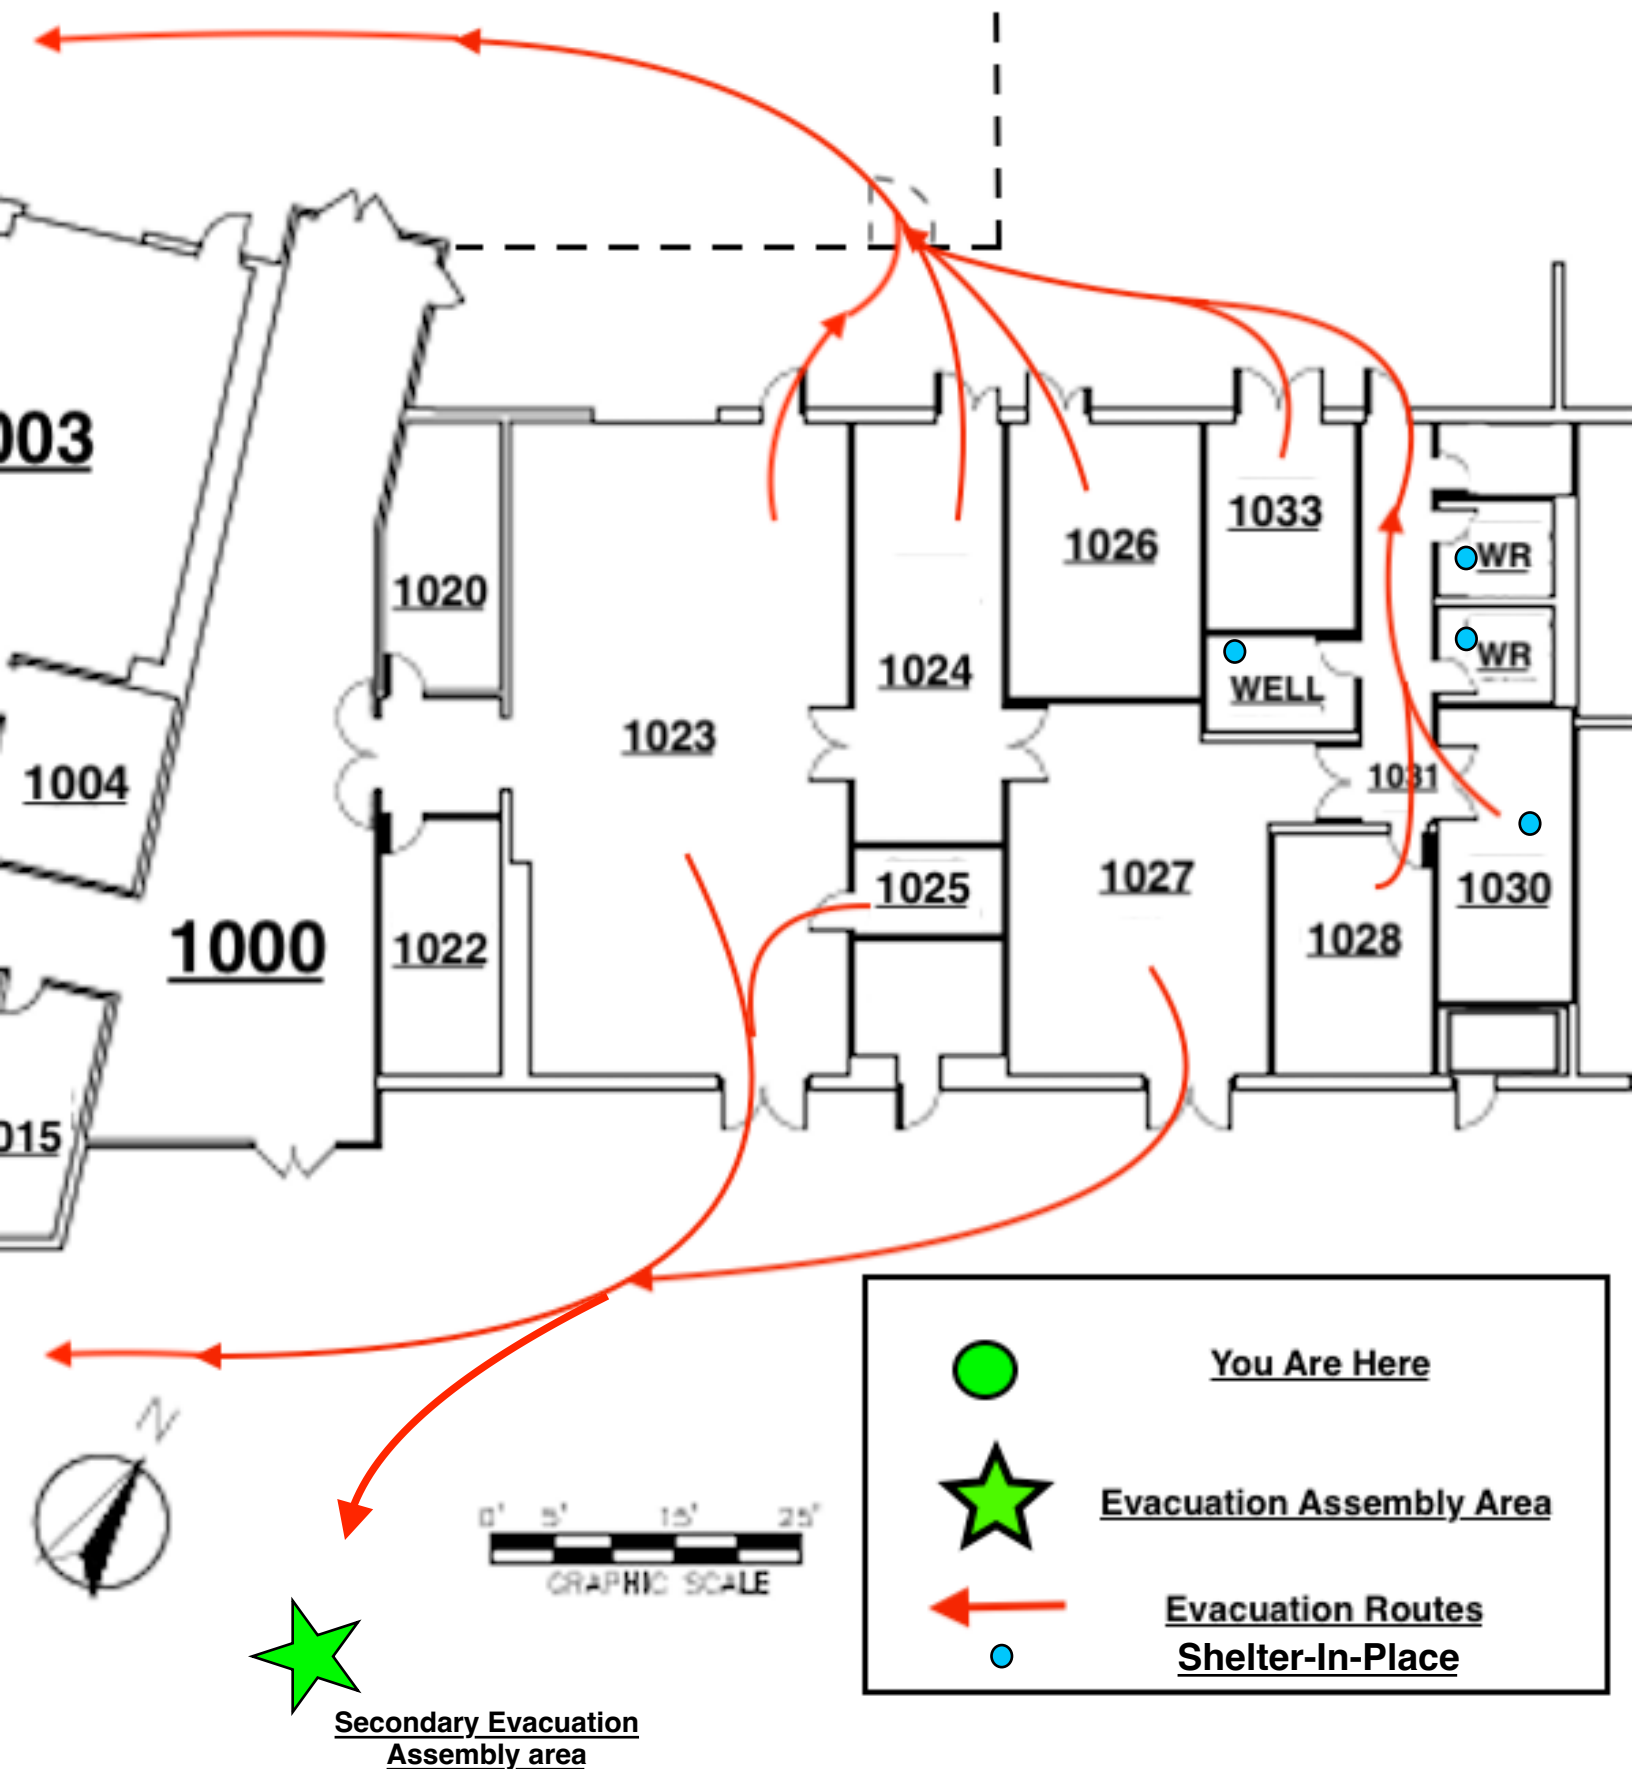 003
1033
1026
WR
1020
WR
1024
WELL
1023
1031
1004
1027
1025
1030
1028
1000
1022
015
You Are Here
N
Evacuation Assembly Area
0' 5' 15' 25'
GRAPHIC SCALE
Evacuation Routes
Shelter-In-Place
Secondary Evacuation
Assembly area